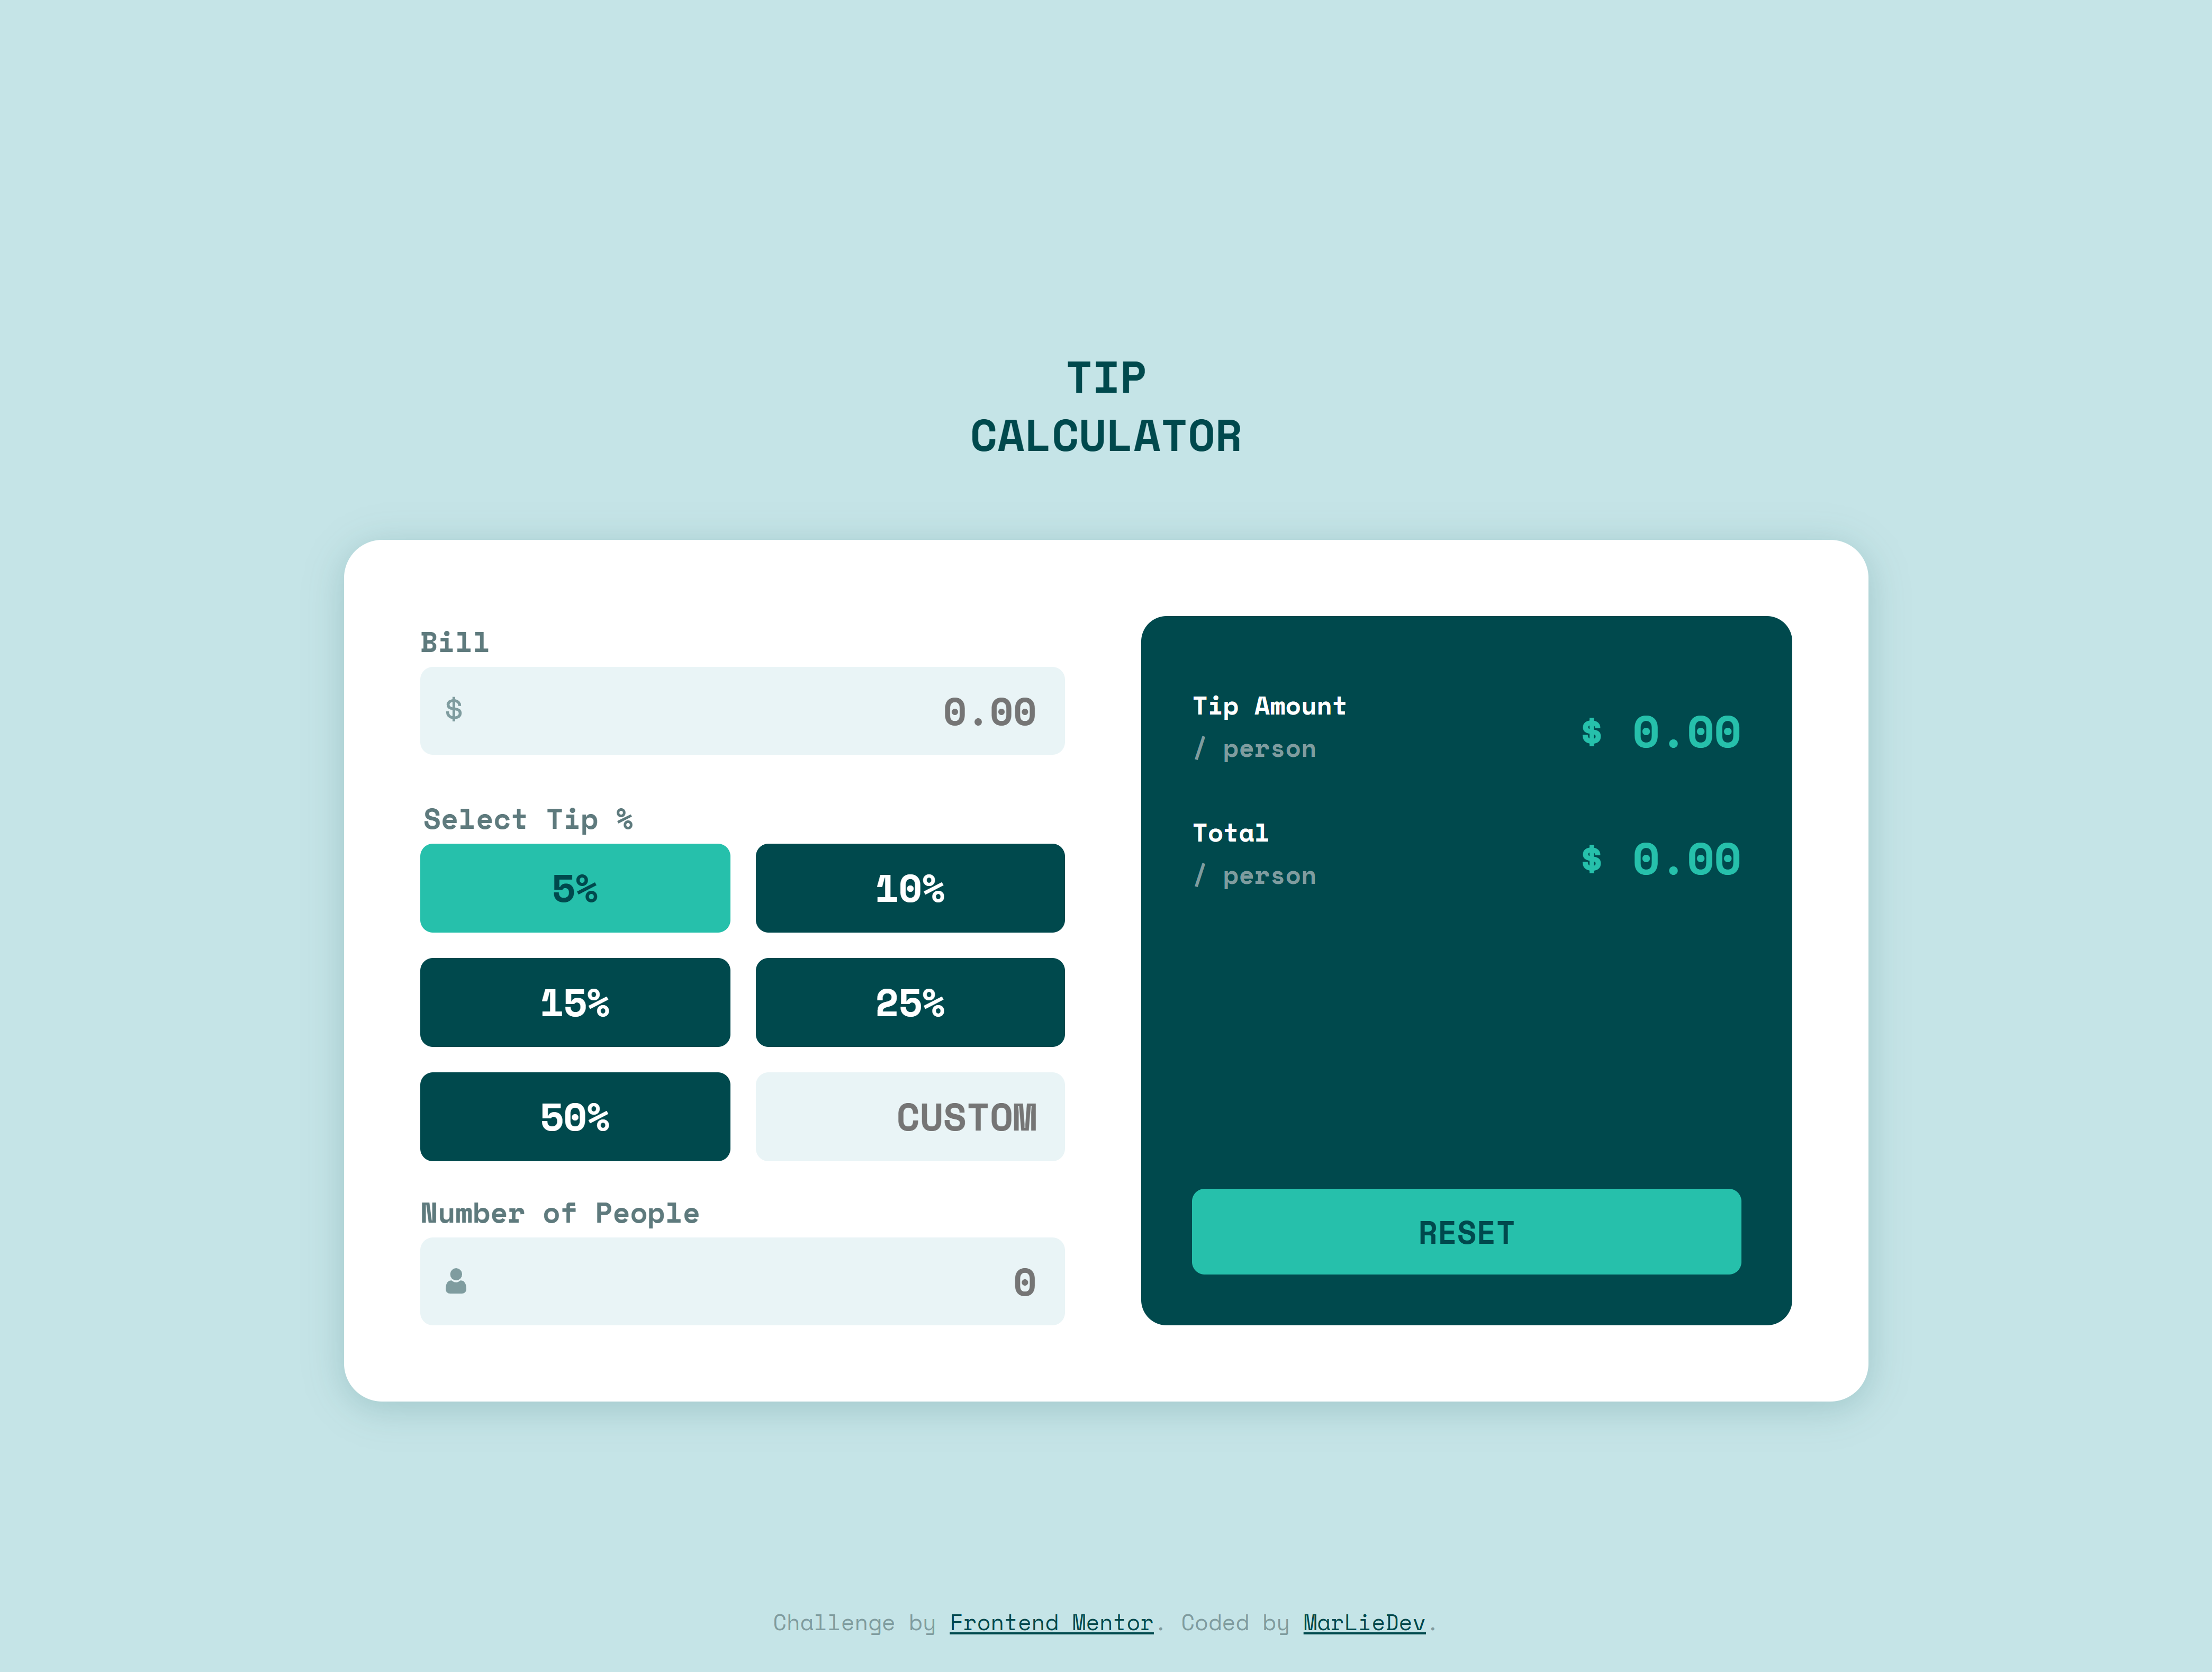 TIP
CALCULATOR
Bill
$ 0.00
Select Tip %
5% 10%
15% 25%
50% CUSTOM
Number of People
0
Tip Amount
/ person
$ 0.00
Total
/ person
$ 0.00
RESET
Challenge by Frontend Mentor. Coded by MarLieDev.